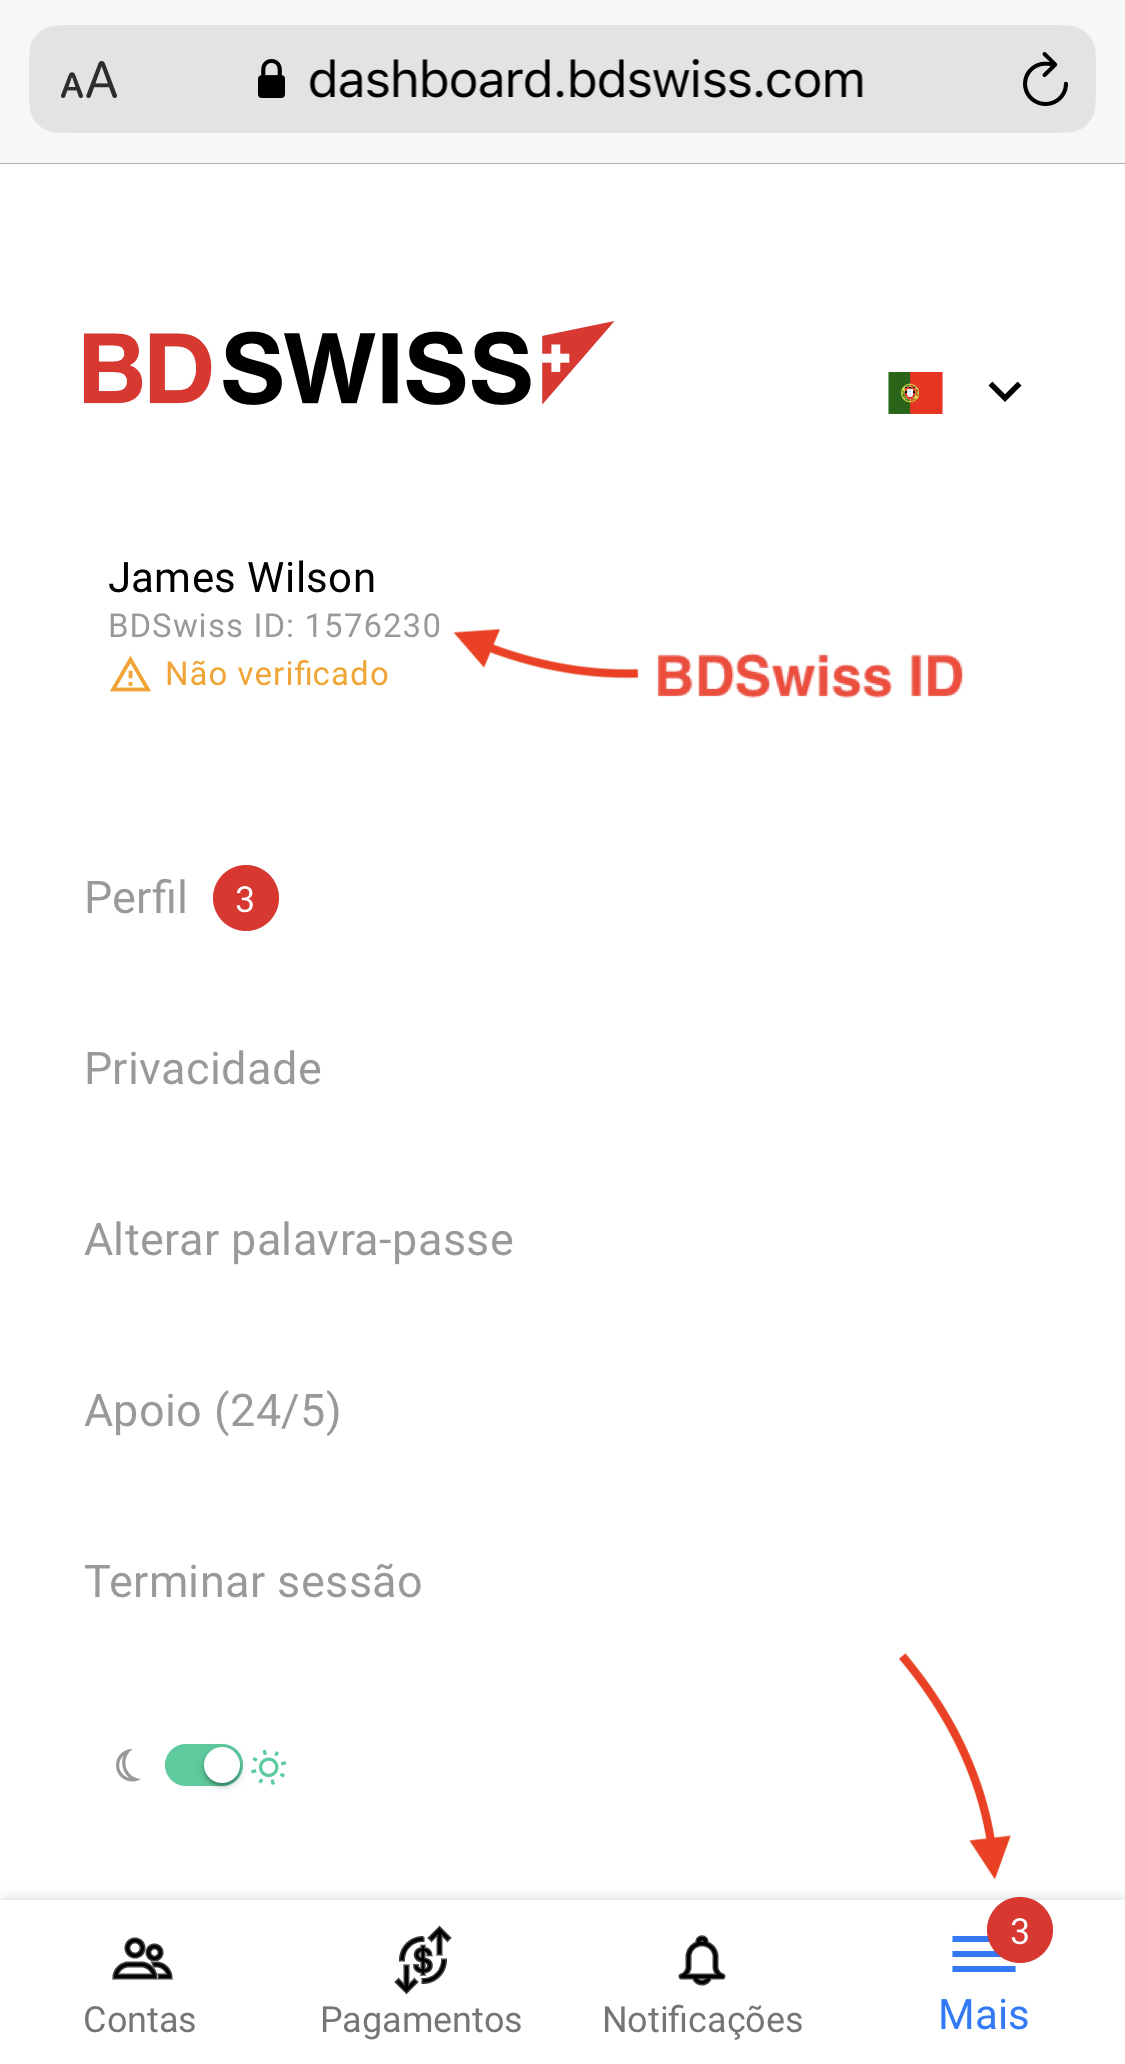 AA dashboard.bdswiss.com
BDSWISS
James Wilson
BDSwiss ID: 1576230
BDSwiss ID
Não verificado
Perfil 3
Privacidade
Alterar palavra-passe
Apoio (24/5)
Terminar sessão
3
Contas Pagamentos Notificações Mais